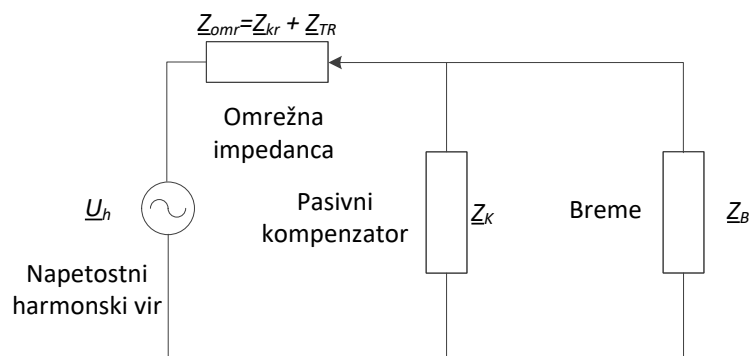 Z_omr=Z_kr + Z_TR
Omrežna
impedanca
U_h
Pasivni
kompenzator
Z_K
Breme
Z_B
Napetostni
harmonski vir